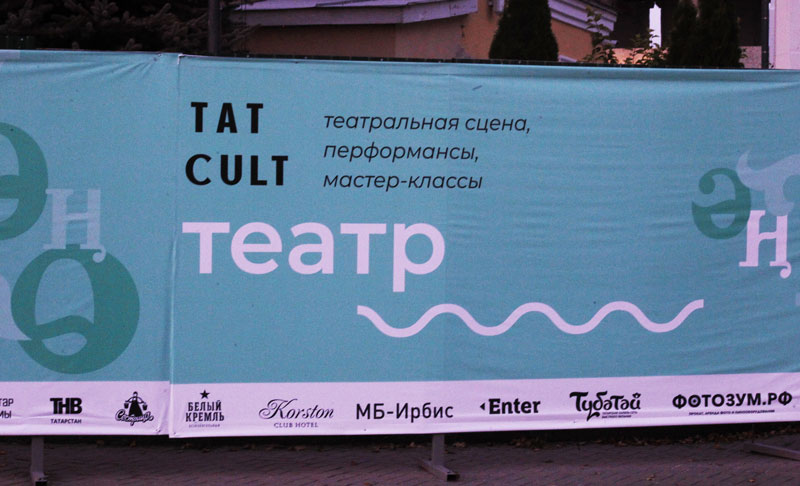 TAT
CULT
театральная сцена,
перформансы,
мастер-классы
театр
ТНВ
ТАТАРСТАН
БЕЛЫЙ
КРЕМЛЬ
Korston
CLUB HOTEL
МБ-Ирбис
Enter
Түбәтәй
ФОТОЗУМ.РФ